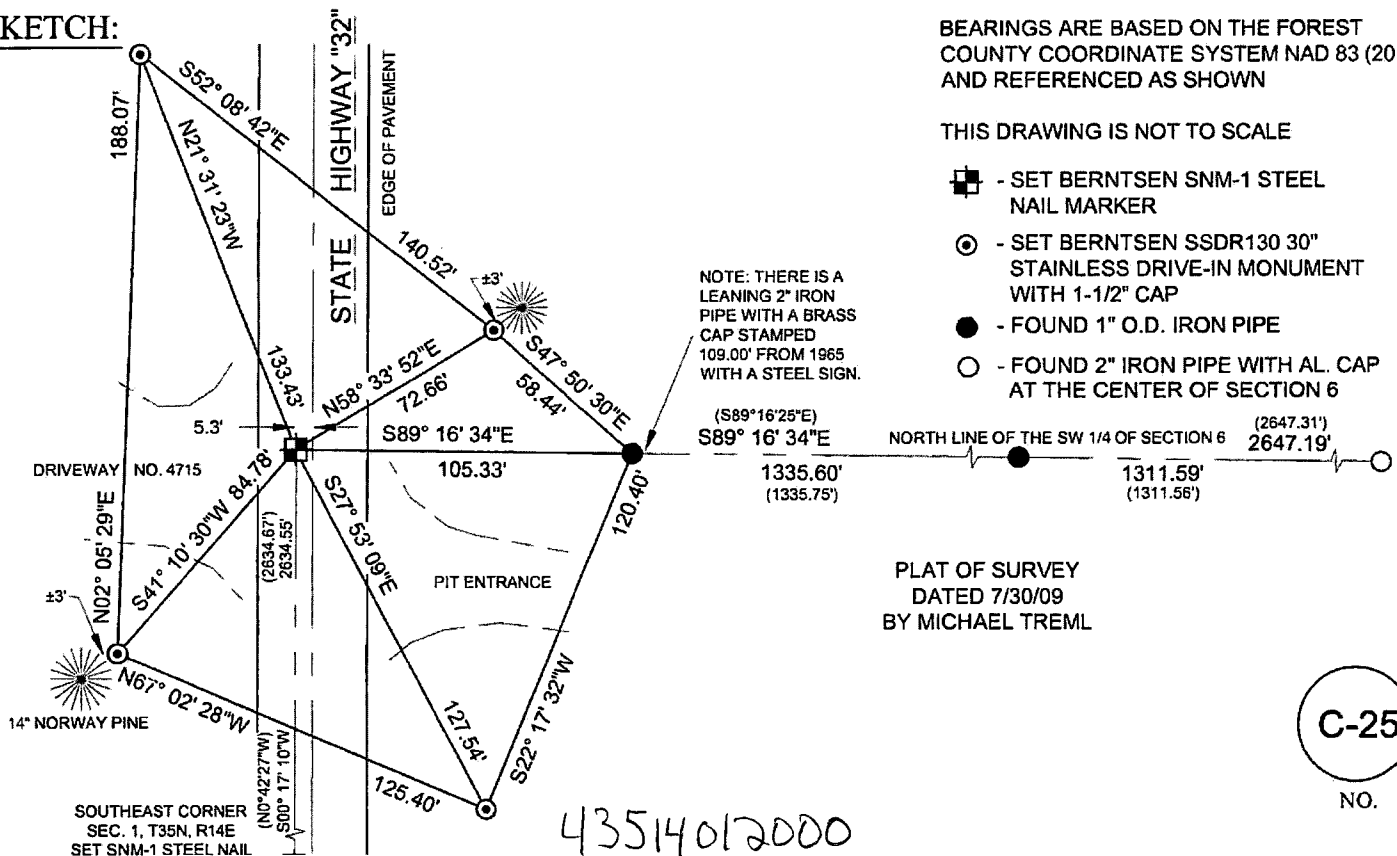 KETCH:
BEARINGS ARE BASED ON THE FOREST
COUNTY COORDINATE SYSTEM NAD 83 (20
AND REFERENCED AS SHOWN
THIS DRAWING IS NOT TO SCALE
- SET BERNTSEN SNM-1 STEEL
NAIL MARKER
- SET BERNTSEN SSDR130 30"
STAINLESS DRIVE-IN MONUMENT
WITH 1-1/2" CAP
- FOUND 1" O.D. IRON PIPE
- FOUND 2" IRON PIPE WITH AL. CAP
AT THE CENTER OF SECTION 6
STATE HIGHWAY "32"
EDGE OF PAVEMENT
S52° 08' 42"E
140.52'
188.07'
N02° 05' 29"E
N21° 31' 23"W
133.43'
±3'
NOTE: THERE IS A
LEANING 2" IRON
PIPE WITH A BRASS
CAP STAMPED
109.00' FROM 1965
WITH A STEEL SIGN.
S47° 50' 30"E
58.44'
N58° 33' 52"E
72.66'
5.3'
S89° 16' 34"E
105.33'
(S89°16'25"E)
S89° 16' 34"E
1335.60'
(1335.75')
NORTH LINE OF THE SW 1/4 OF SECTION 6
(2647.31')
2647.19'
1311.59'
(1311.56')
DRIVEWAY NO. 4715
S41° 10' 30"W 84.78'
(2634.67')
2634.55'
S27° 53' 09"E
127.54'
PIT ENTRANCE
120.40'
S22° 17' 32"W
PLAT OF SURVEY
DATED 7/30/09
BY MICHAEL TREML
±3'
14" NORWAY PINE
N67° 02' 28"W
125.40'
(N0°42'27"W)
S00° 17' 10"W
SOUTHEAST CORNER
SEC. 1, T35N, R14E
SET SNM-1 STEEL NAIL
43514012000
C-25
NO.